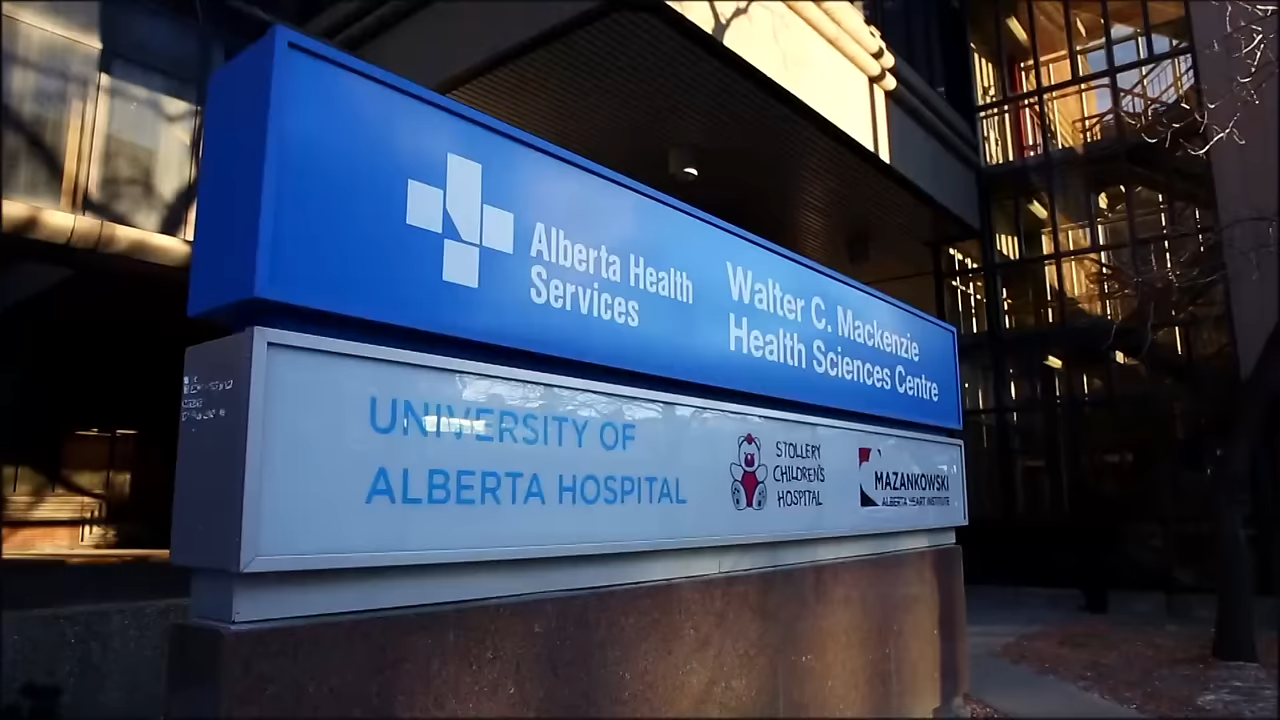 Alberta Health
Services
Walter C. Mackenzie
Health Sciences Centre
UNIVERSITY OF
ALBERTA HOSPITAL
STOLLERY
CHILDREN'S
HOSPITAL
MAZANKOWSKI
ALBERTA HEART INSTITUTE